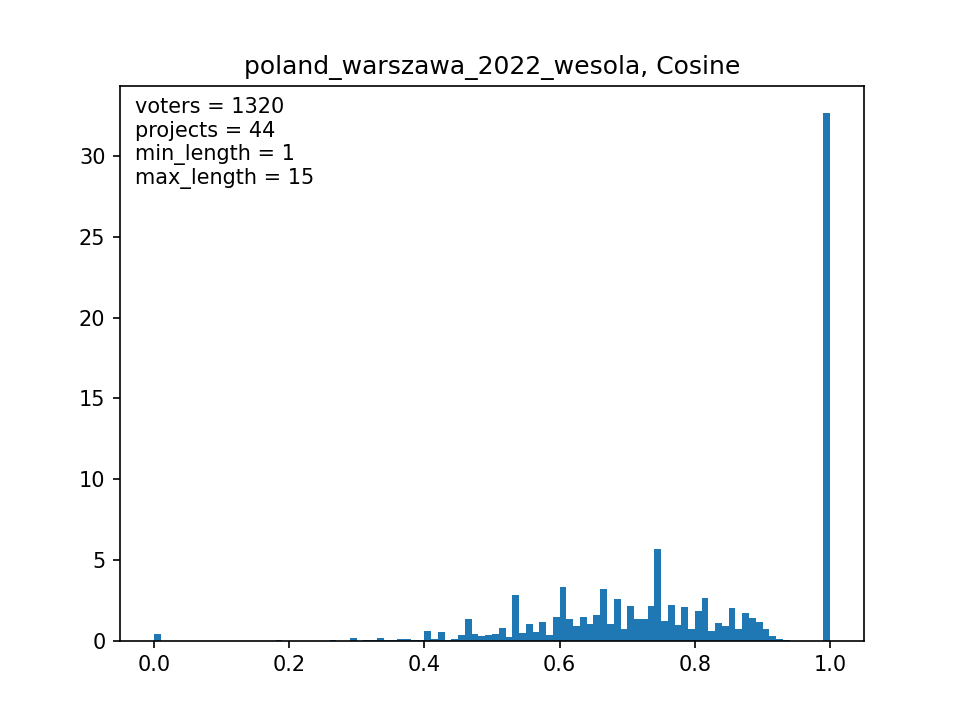 poland_warszawa_2022_wesola, Cosine
voters = 1320
projects = 44
min_length = 1
max_length = 15
30
25
20
15
10
5
0
0.0 0.2 0.4 0.6 0.8 1.0